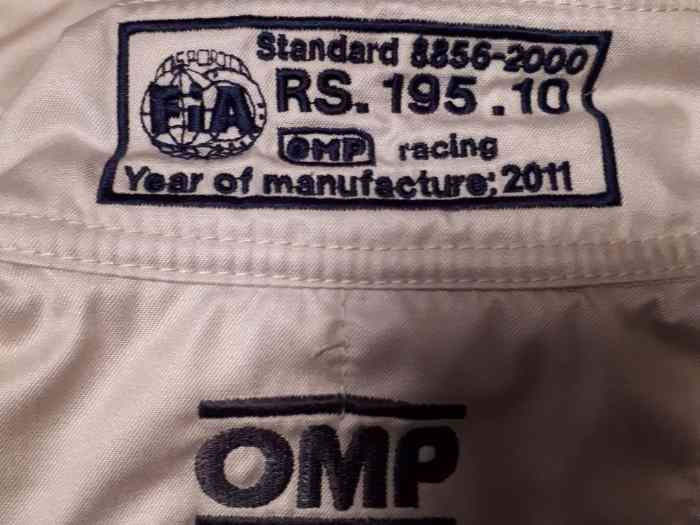 Standard 8856-2000
FiA RS. 195 .10
OMP racing
Year of manufacture; 2011
OMP